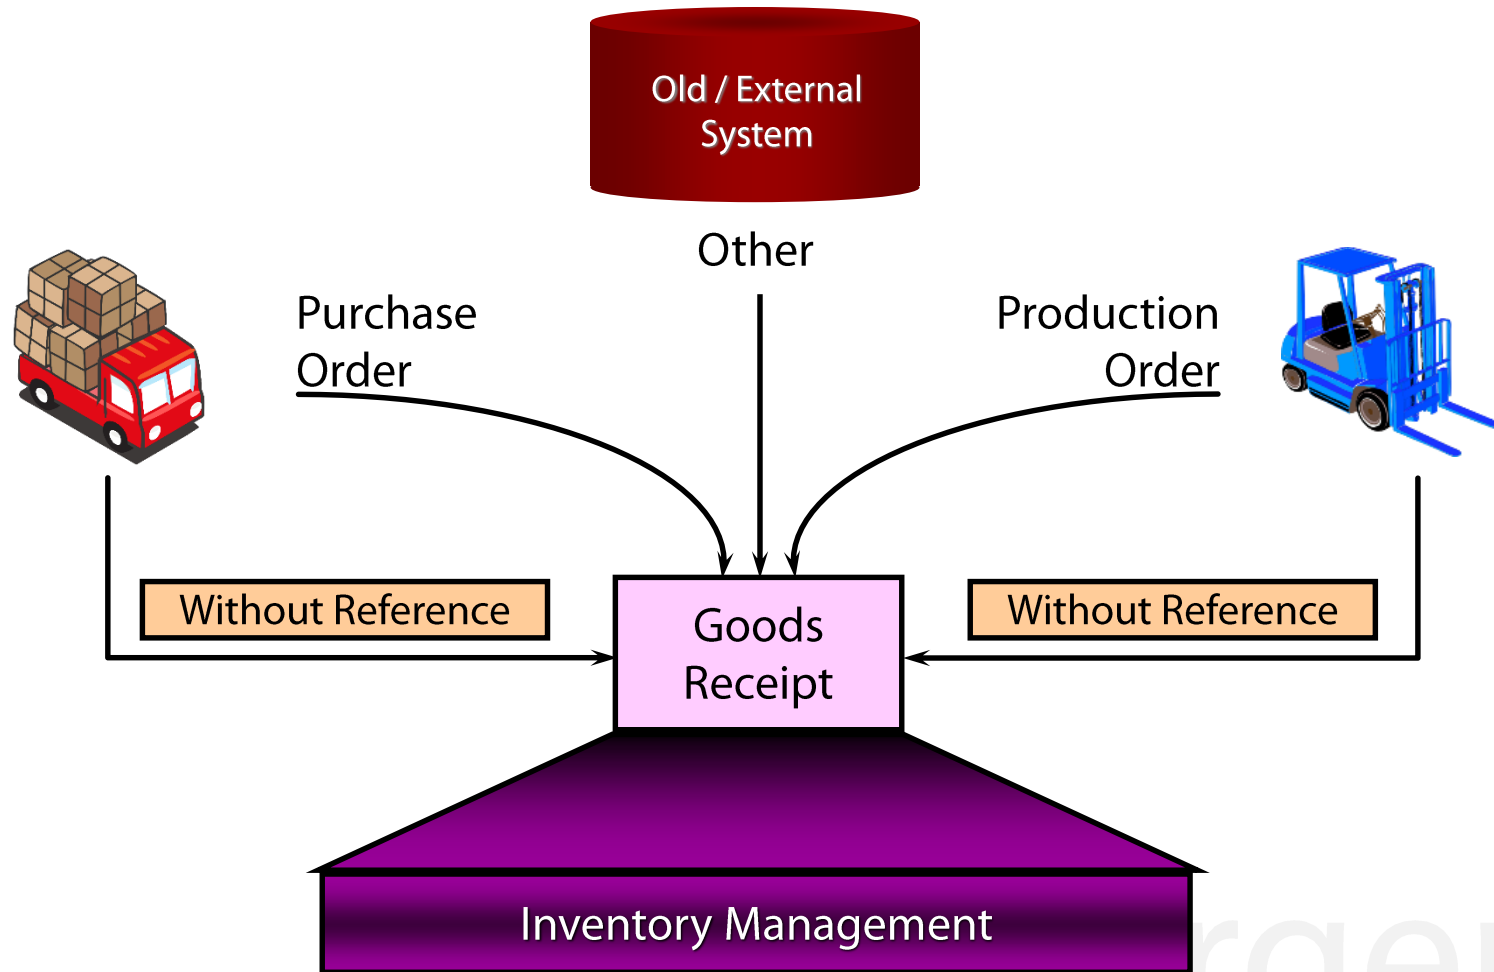 Old / External
System
Other
Purchase
Order
Production
Order
Without Reference
Goods
Receipt
Without Reference
Inventory Management